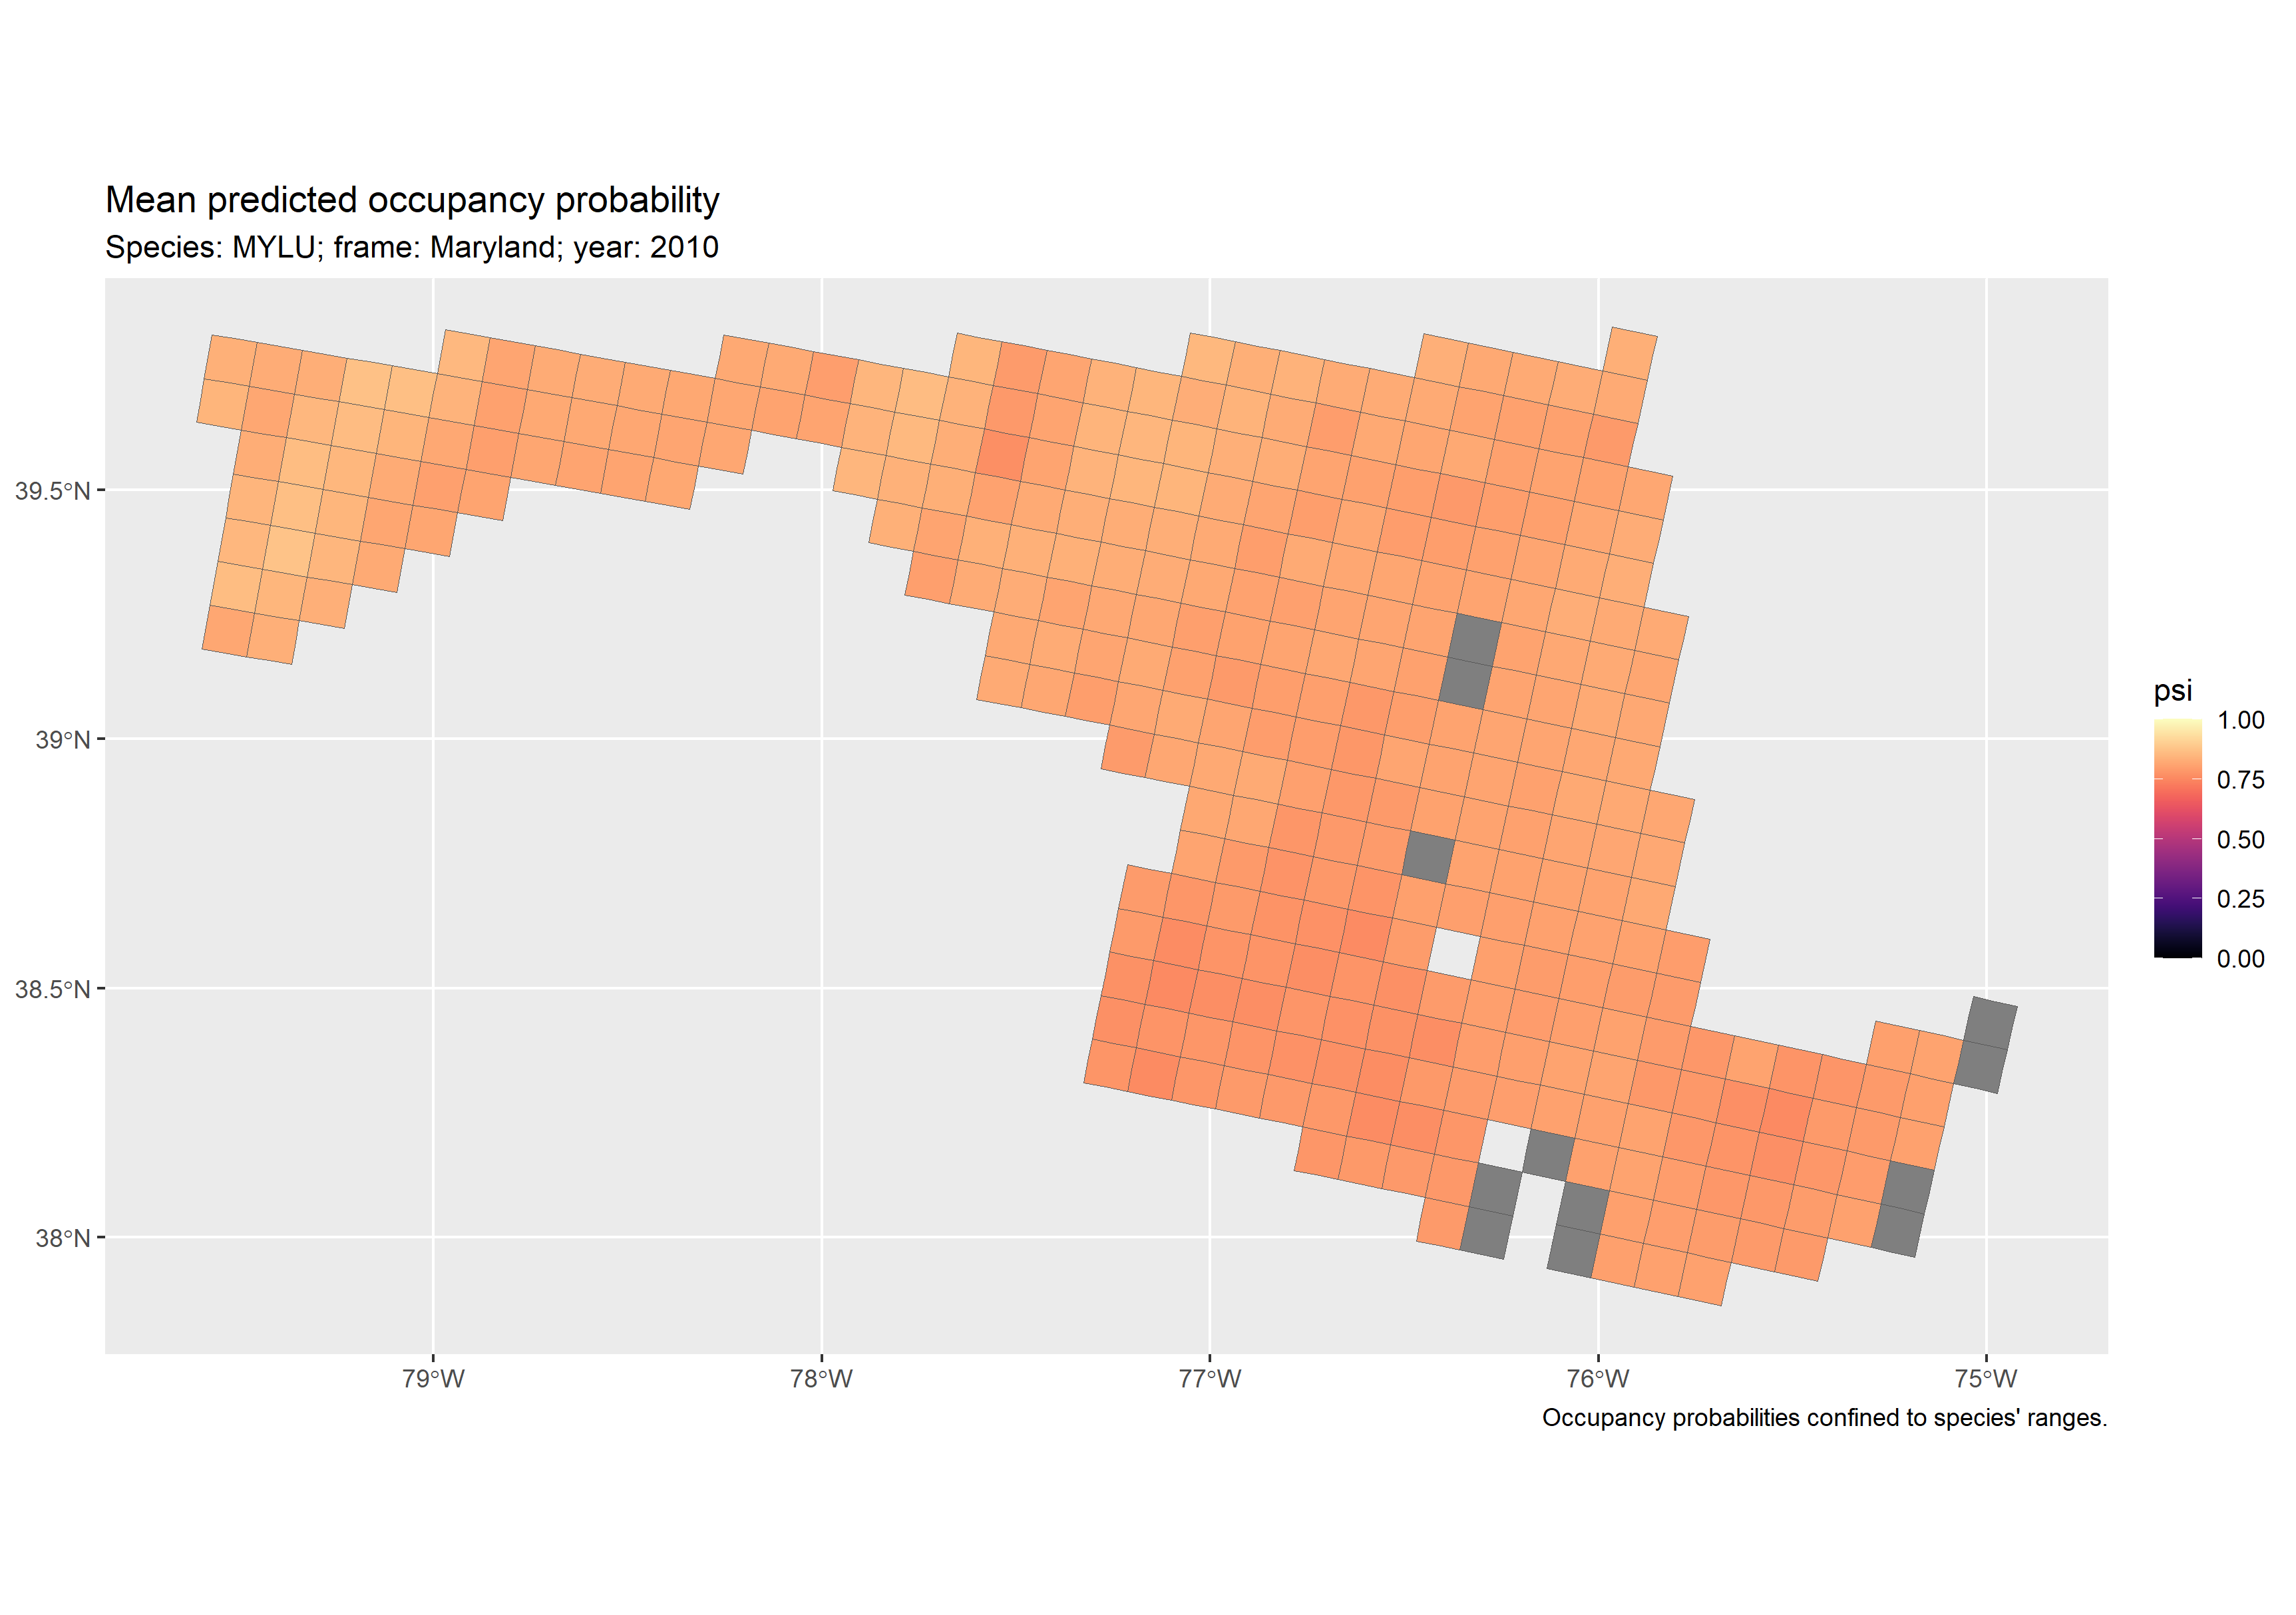 Mean predicted occupancy probability
Species: MYLU; frame: Maryland; year: 2010
39.5°N
39°N
38.5°N
38°N
79°W
78°W
77°W
76°W
75°W
psi
1.00
0.75
0.50
0.25
0.00
Occupancy probabilities confined to species' ranges.